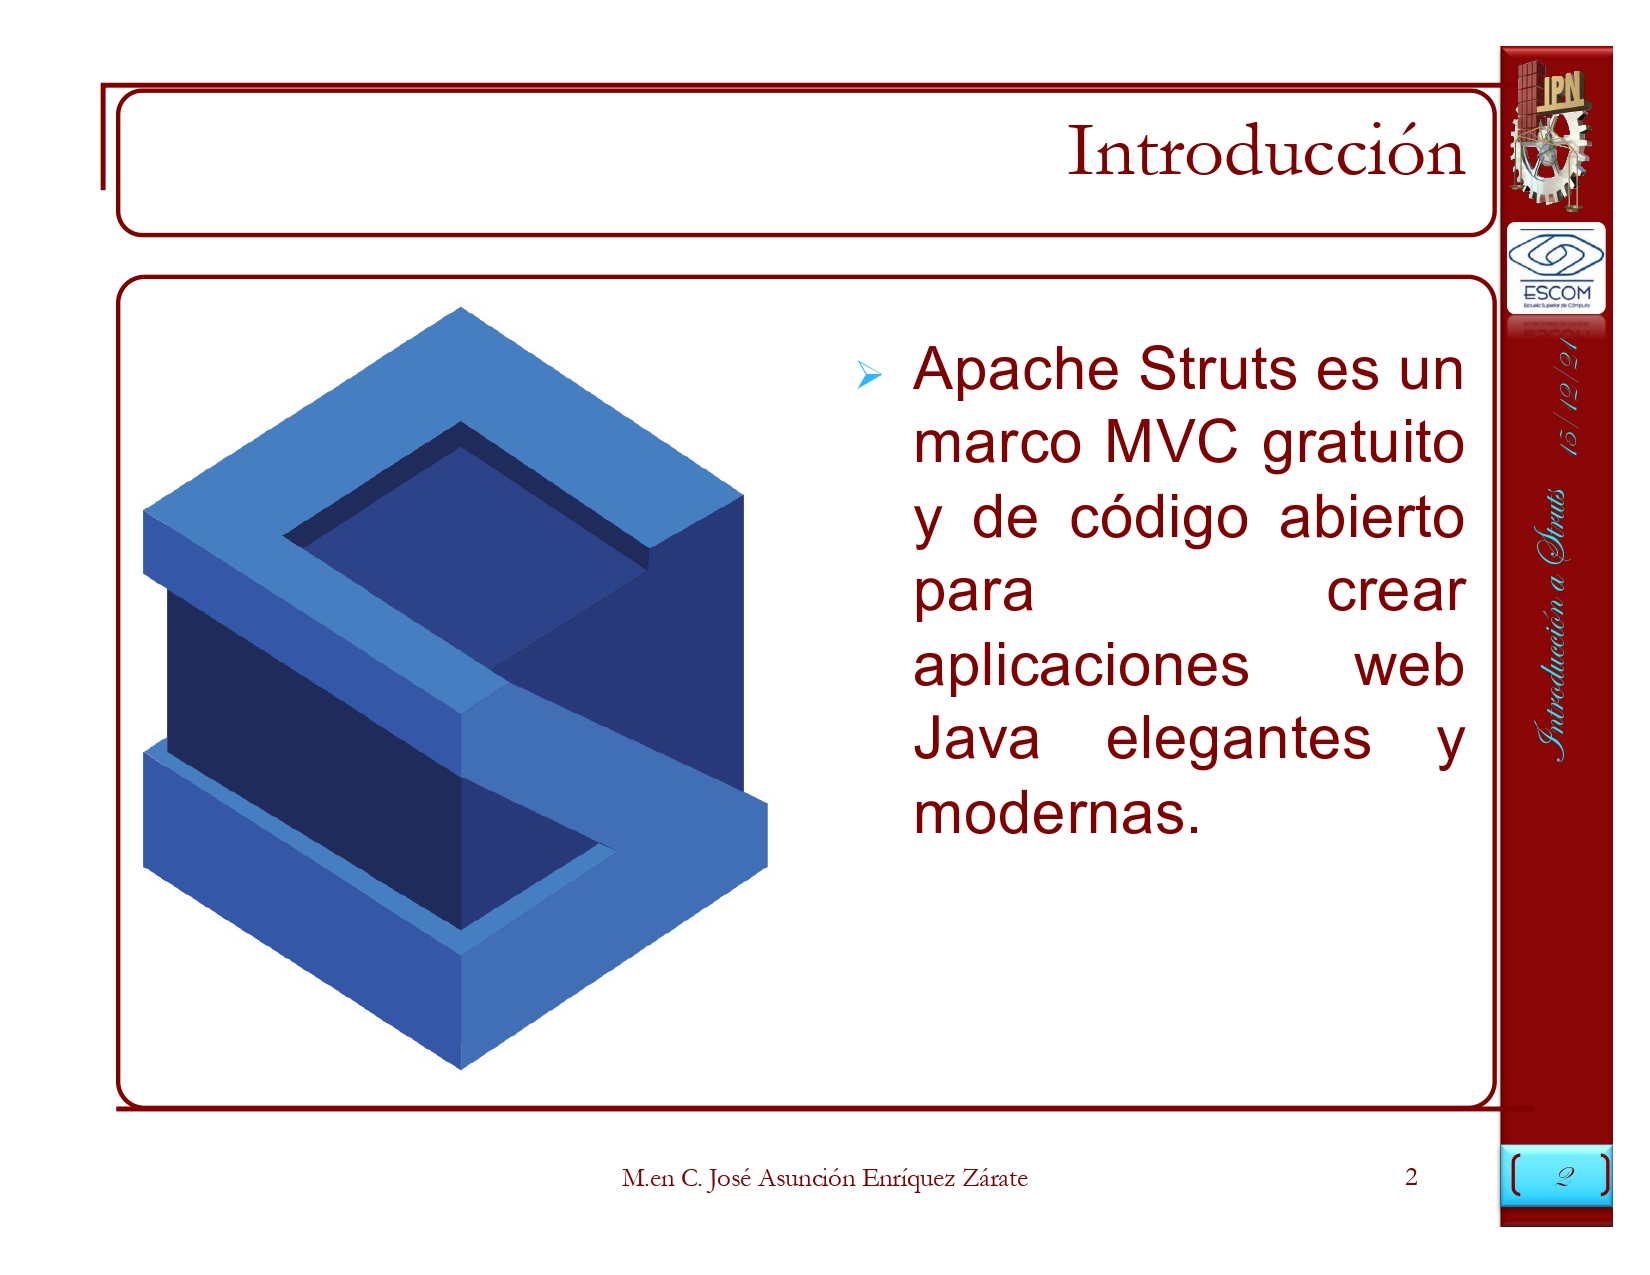 Introducción
IPN
ESCOM
Escuela Superior de Cómputo
Apache Struts es un
marco MVC gratuito
y de código abierto
para crear
aplicaciones web
Java elegantes y
modernas.
Introducción a Struts
15/12/21
M.en C. José Asunción Enríquez Zárate
2
2